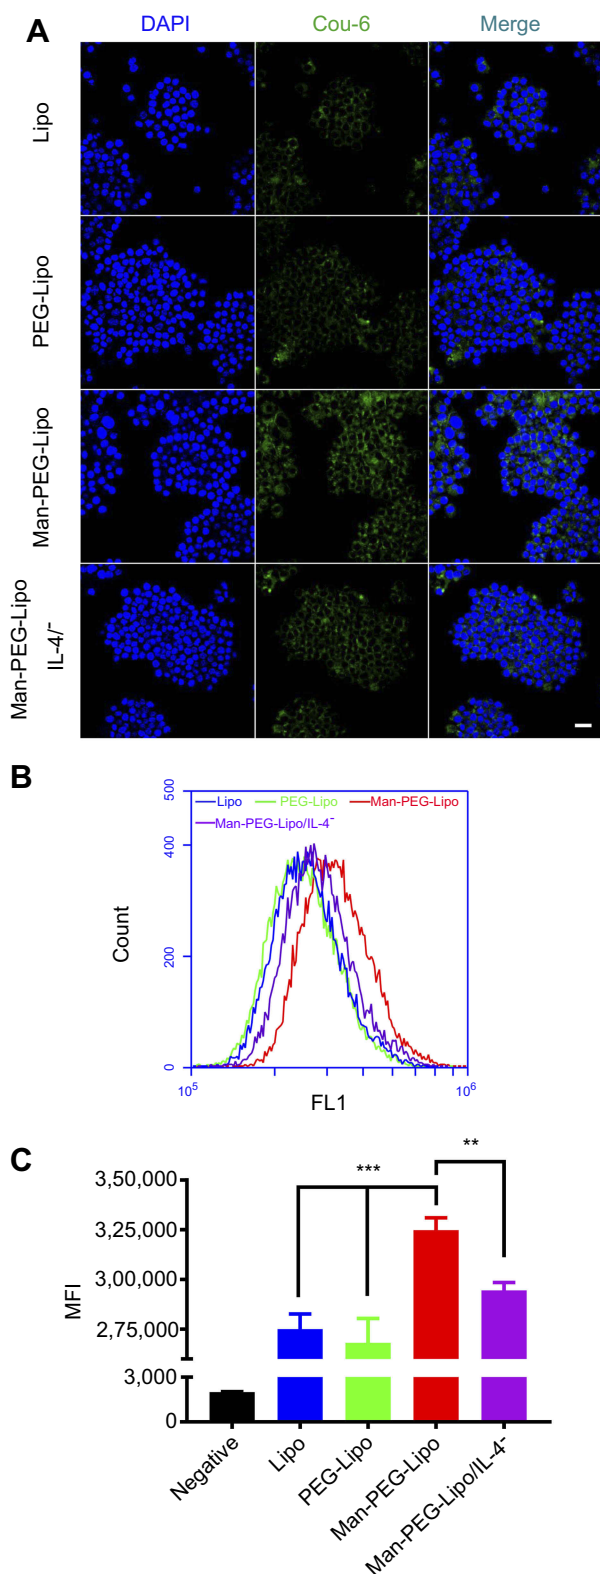 A
DAPI Cou-6 Merge
Lipo
PEG-Lipo
Man-PEG-Lipo
Man-PEG-Lipo
IL-4/⁻
B
500
400
200
0
Lipo PEG-Lipo Man-PEG-Lipo
Man-PEG-Lipo/IL-4⁻
Count
10⁵ 10⁶
FL1
C
*** **
3,50,000
3,25,000
3,00,000
2,75,000
3,000
0
MFI
Negative
Lipo
PEG-Lipo
Man-PEG-Lipo
Man-PEG-Lipo/IL-4⁻